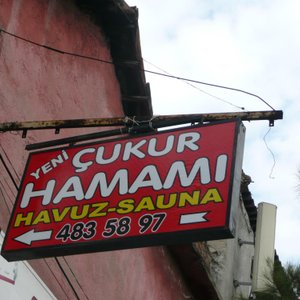 YENİ ÇUKUR
HAMAMI
HAVUZ-SAUNA
483 58 97